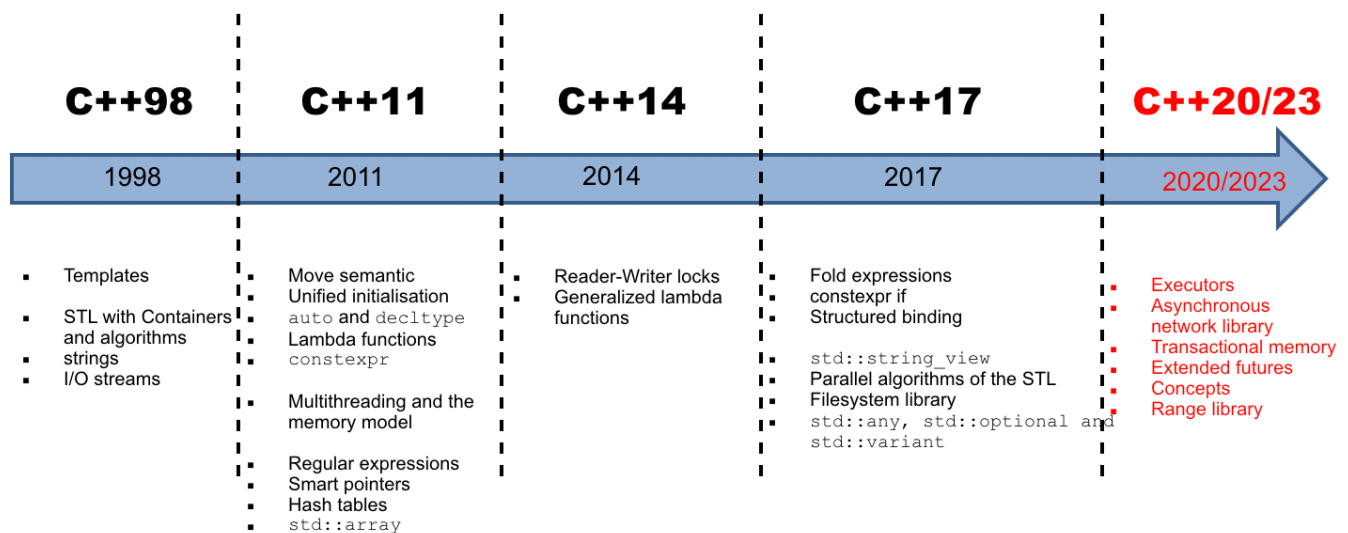 C++98
C++11
C++14
C++17
C++20/23
1998
2011
2014
2017
2020/2023
Templates
STL with Containers
and algorithms
strings
I/O streams
Move semantic
Unified initialisation
auto and decltype
Lambda functions
constexpr
Multithreading and the
memory model
Regular expressions
Smart pointers
Hash tables
std::array
Reader-Writer locks
Generalized lambda
functions
Fold expressions
constexpr if
Structured binding
std::string_view
Parallel algorithms of the STL
Filesystem library
std::any, std::optional and
std::variant
Executors
Asynchronous
network library
Transactional memory
Extended futures
Concepts
Range library